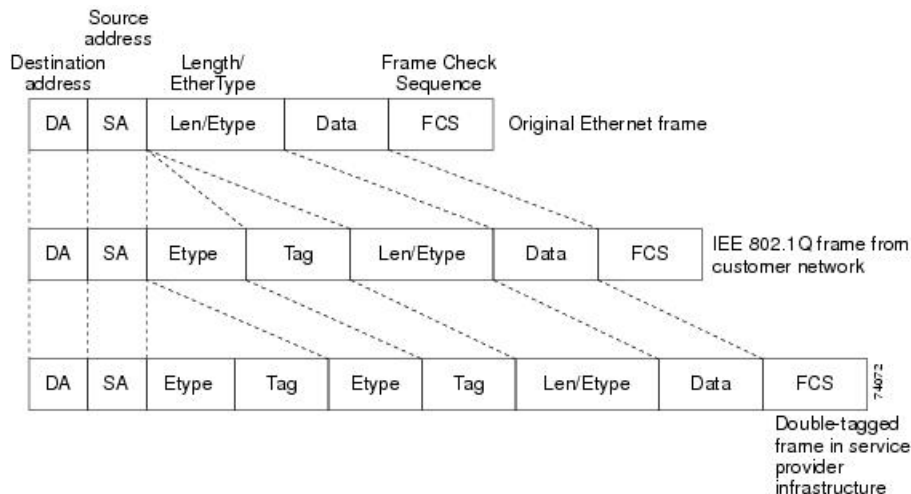 Source
address
Destination
address
Length/
EtherType
Frame Check
Sequence
DA SA Len/Etype Data FCS Original Ethernet frame
DA SA Etype Tag Len/Etype Data FCS IEE 802.1Q frame from
customer network
DA SA Etype Tag Etype Tag Len/Etype Data FCS 74072
Double-tagged
frame in service
provider
infrastructure